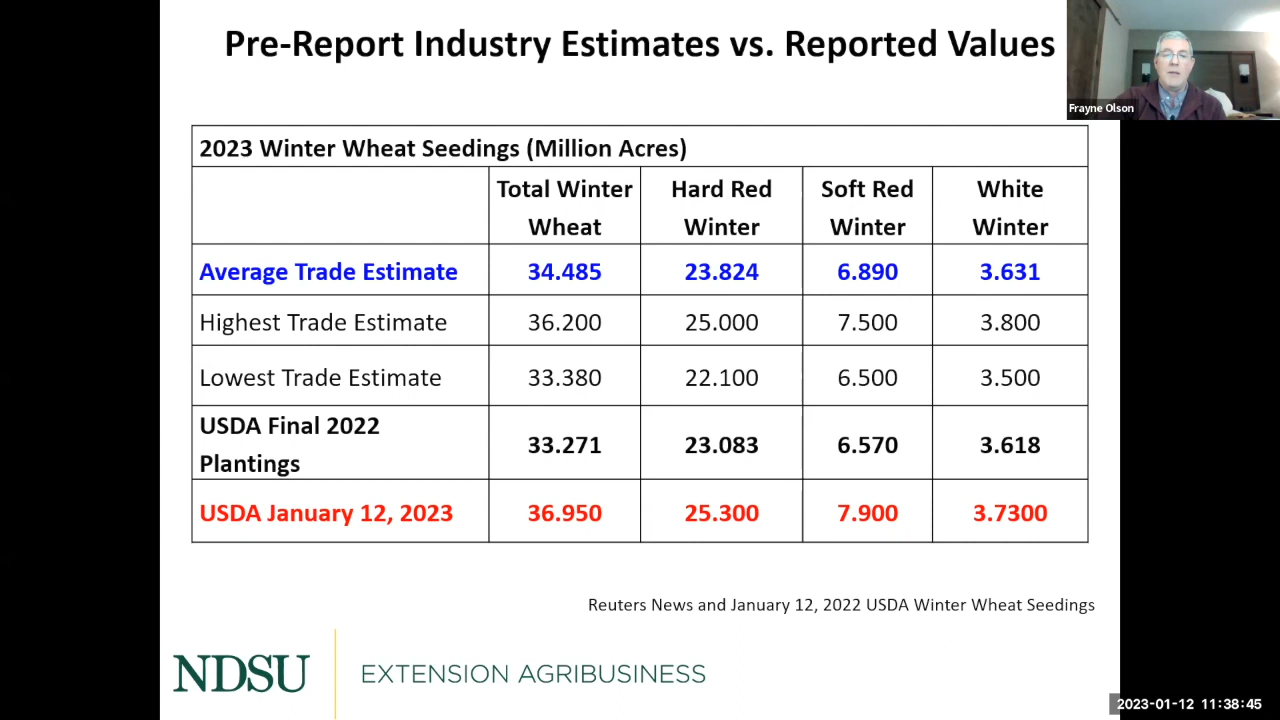 Pre-Report Industry Estimates vs. Reported Values
Frayne Olson
2023 Winter Wheat Seedings (Million Acres)
Total Winter Wheat Hard Red Winter Soft Red Winter White Winter
Average Trade Estimate 34.485 23.824 6.890 3.631
Highest Trade Estimate 36.200 25.000 7.500 3.800
Lowest Trade Estimate 33.380 22.100 6.500 3.500
USDA Final 2022 Plantings 33.271 23.083 6.570 3.618
USDA January 12, 2023 36.950 25.300 7.900 3.7300
Reuters News and January 12, 2022 USDA Winter Wheat Seedings
NDSU EXTENSION AGRIBUSINESS
2023-01-12 11:38:45